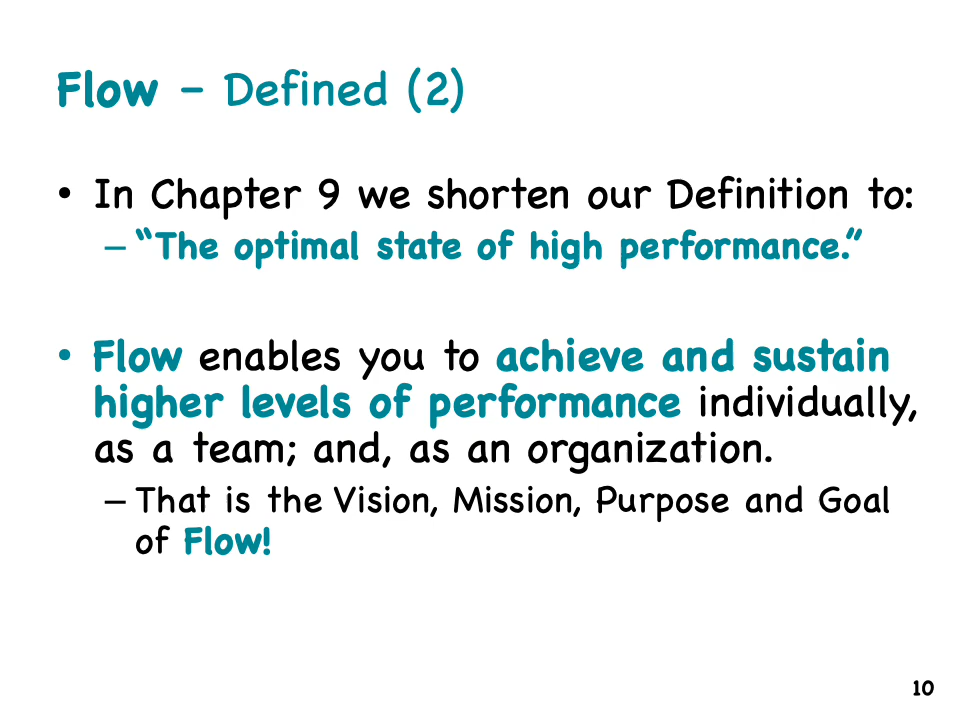 Flow – Defined (2)
• In Chapter 9 we shorten our Definition to:
– “The optimal state of high performance.”
• Flow enables you to achieve and sustain
higher levels of performance individually,
as a team; and, as an organization.
– That is the Vision, Mission, Purpose and Goal
of Flow!
10